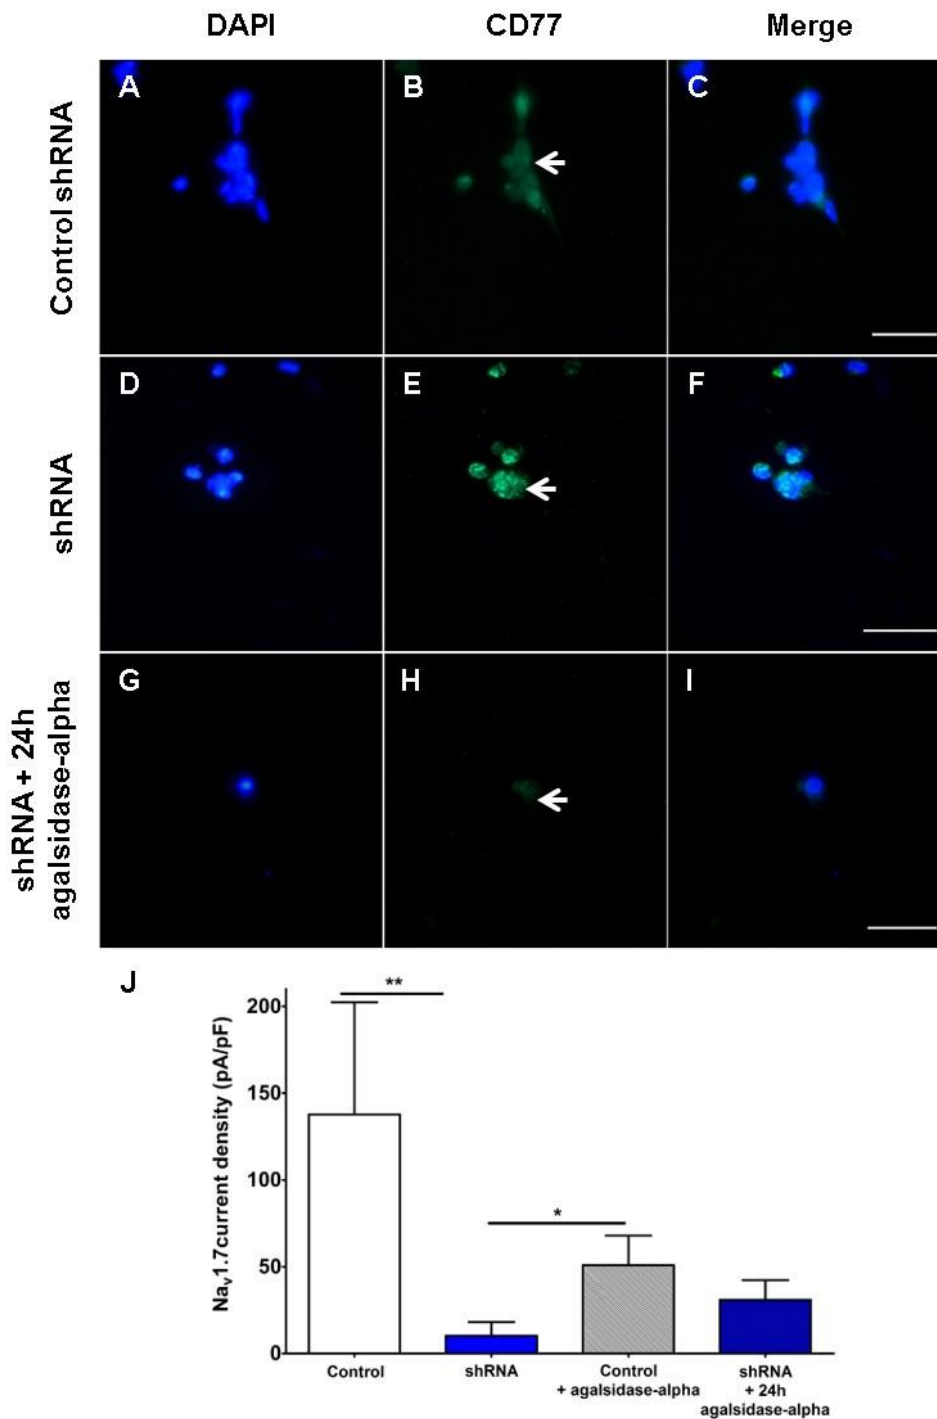 DAPI CD77 Merge
Control shRNA
A B C
shRNA
D E F
shRNA + 24h
agalsidase-alpha
G H I
J
Nav1.7current density (pA/pF)
200
150
100
50
0
**
*
Control shRNA Control shRNA
+ agalsidase-alpha + 24h
agalsidase-alpha